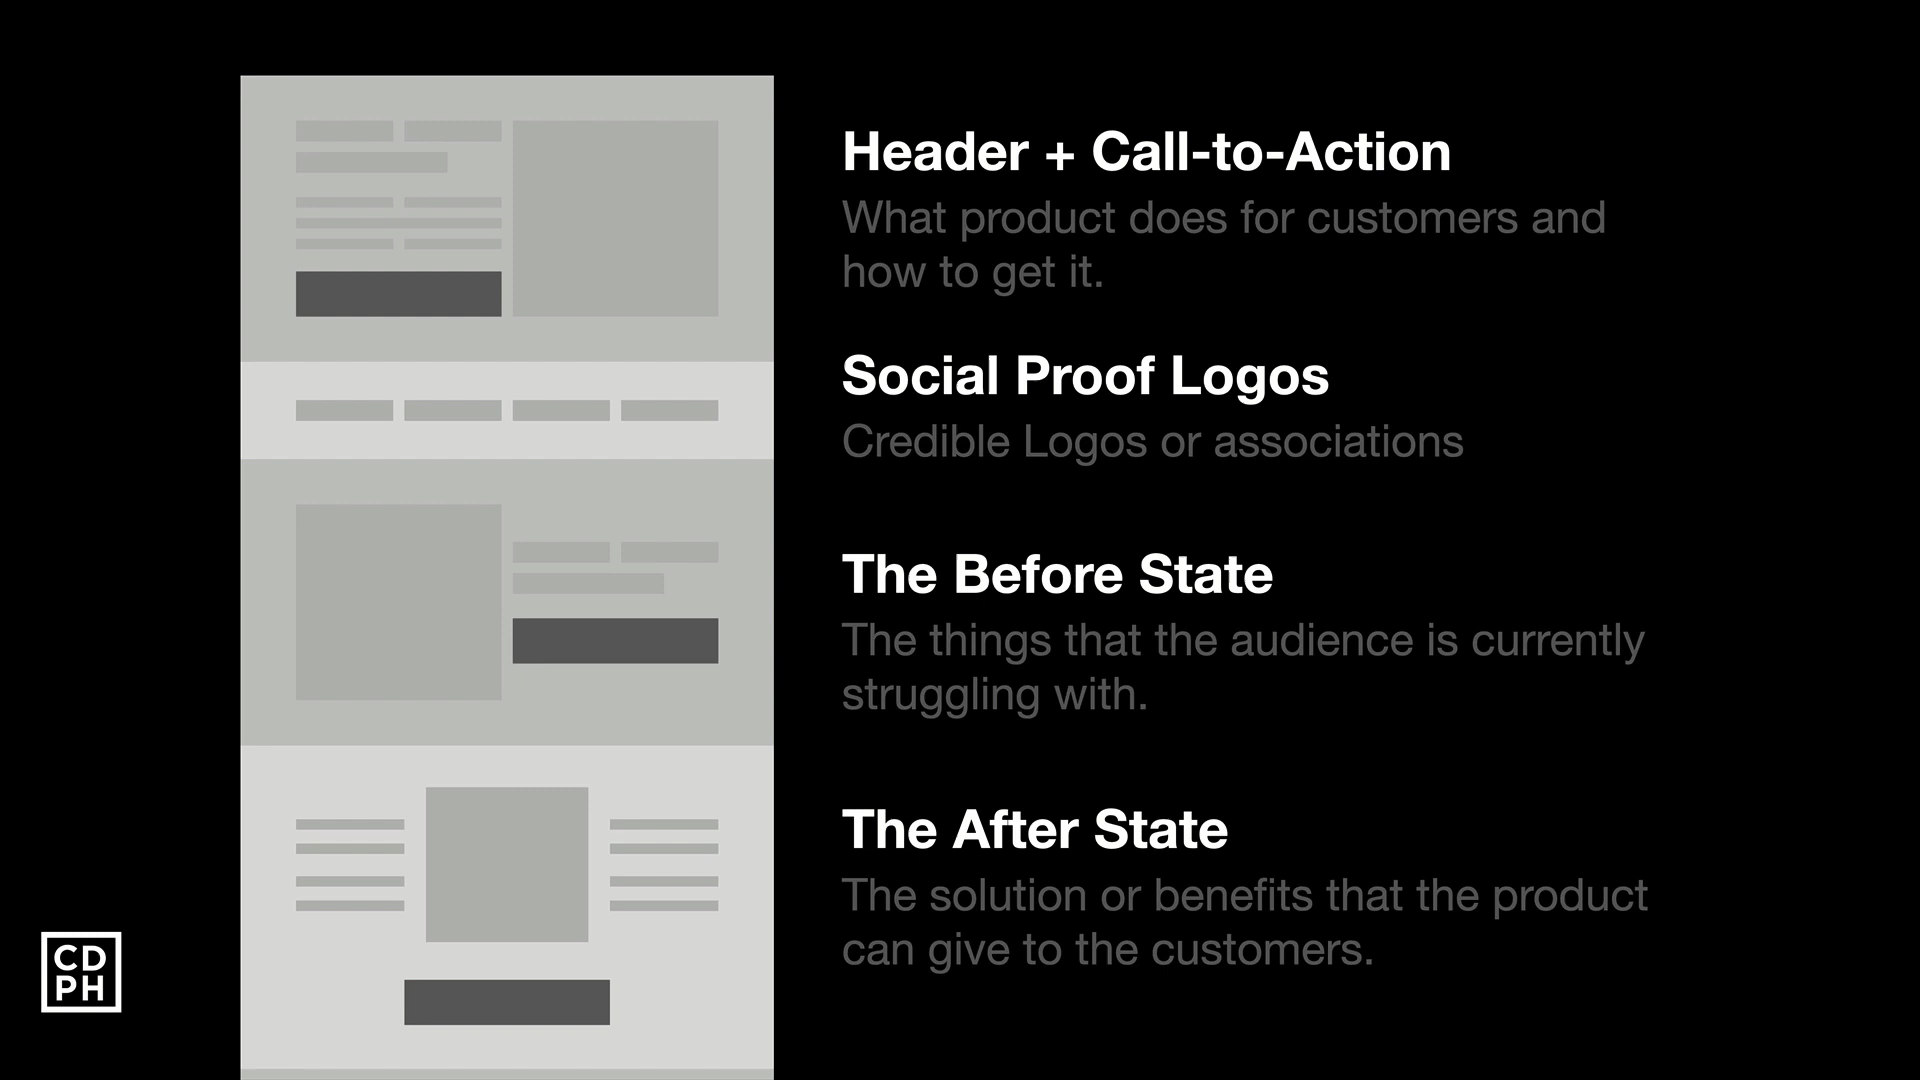 Header + Call-to-Action
What product does for customers and
how to get it.
Social Proof Logos
Credible Logos or associations
The Before State
The things that the audience is currently
struggling with.
The After State
The solution or benefits that the product
can give to the customers.
CD
PH